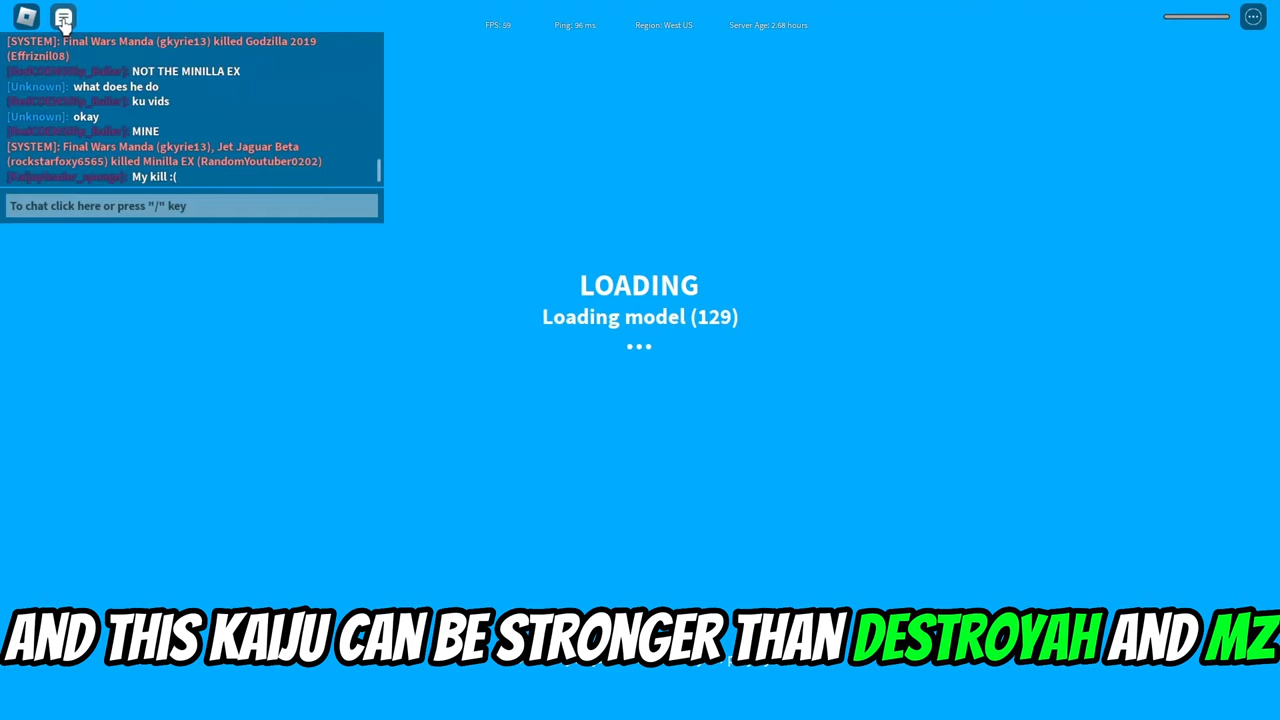 FPS: 59 Ping: 96 ms Region: West US Server Age: 2.68 hours
[SYSTEM]: Final Wars Manda (gkyrie13) killed Godzilla 2019
(Effriznil08)
NOT THE MINILLA EX
[Unknown]: what does he do
ku vids
[Unknown]: okay
MINE
[SYSTEM]: Final Wars Manda (gkyrie13), Jet Jaguar Beta
(rockstarfoxy6565) killed Minilla EX (RandomYoutuber0202)
My kill :(
To chat click here or press "/" key
LOADING
Loading model (129)
...
AND THIS KAIJU CAN BE STRONGER THAN DESTROYAH AND MZ